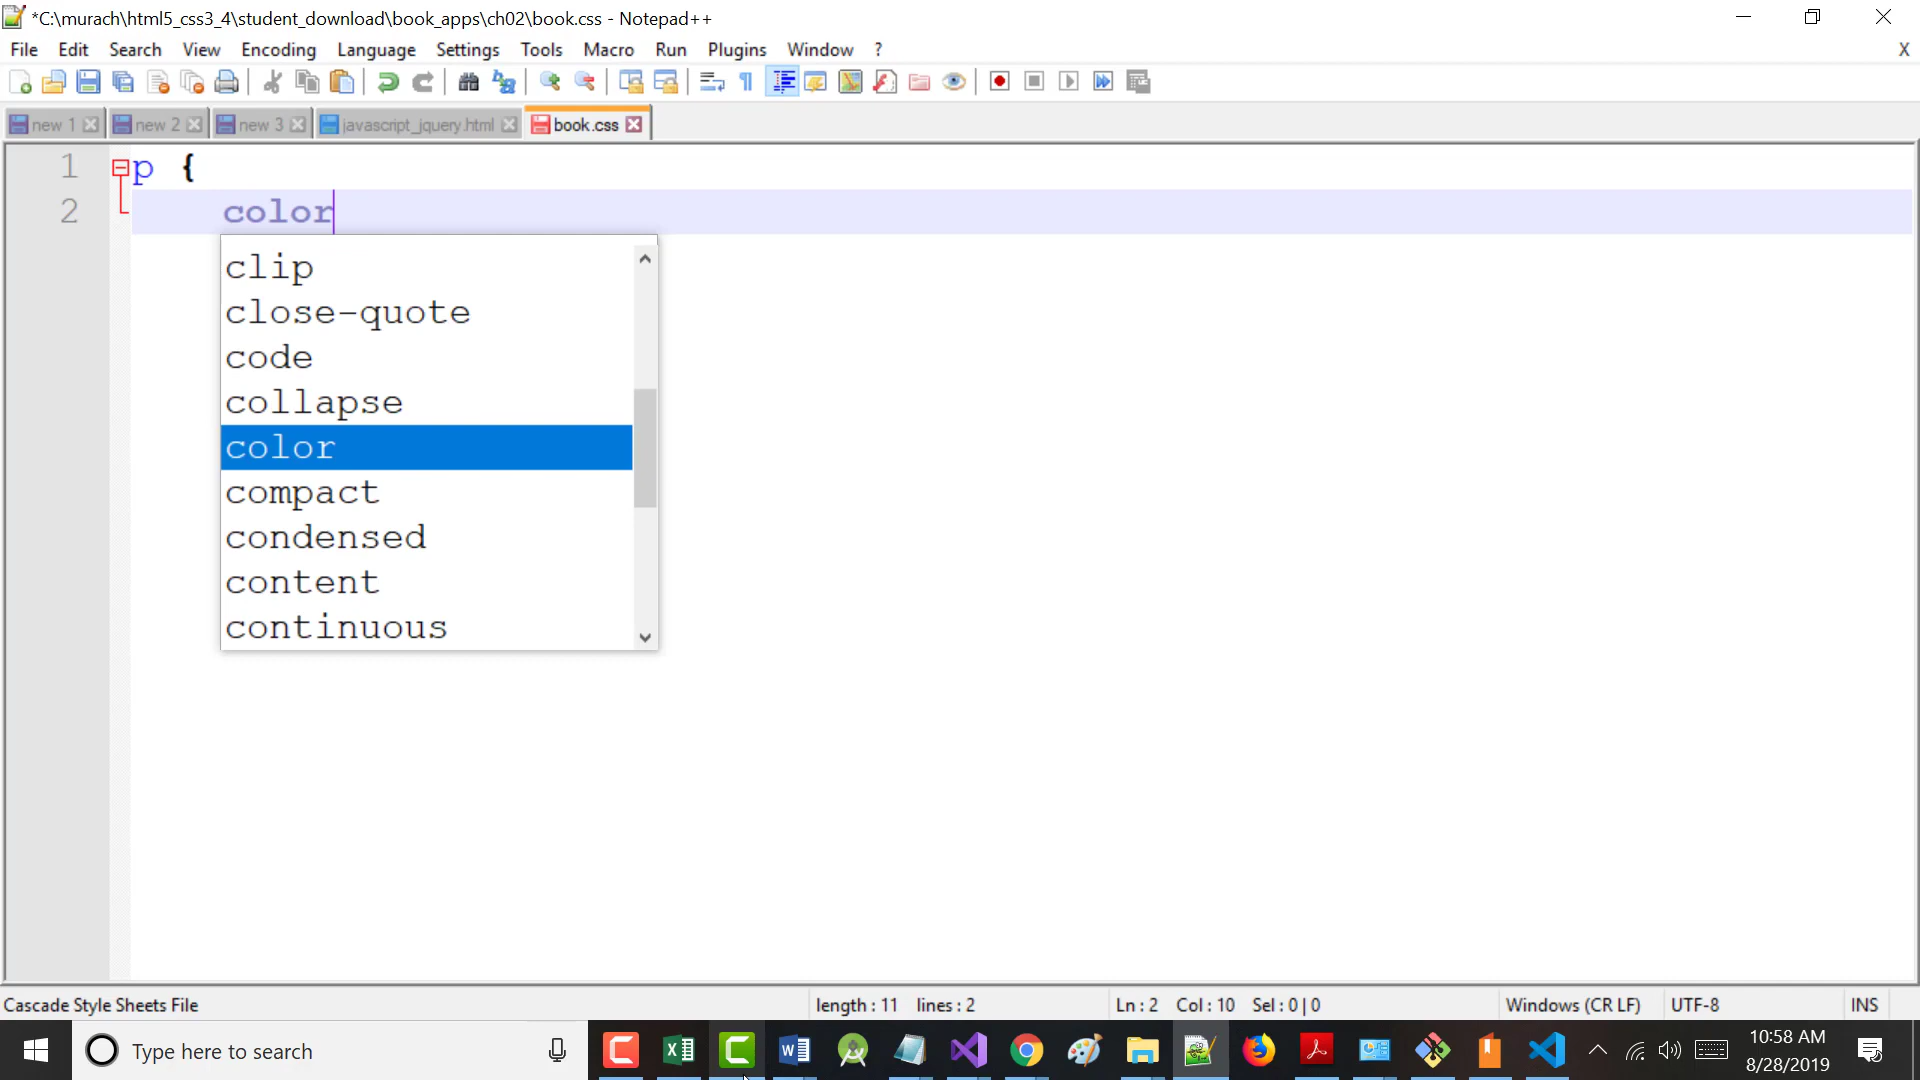 *C:\murach\html5_css3_4\student_download\book_apps\ch02\book.css - Notepad++
File Edit Search View Encoding Language Settings Tools Macro Run Plugins Window ? X
new 1 new 2 new 3 javascript_jquery.html book.css
1 p {
2 color
clip
close-quote
code
collapse
color
compact
condensed
content
continuous
Cascade Style Sheets File length : 11 lines : 2 Ln : 2 Col : 10 Sel : 0 | 0 Windows (CR LF) UTF-8 INS
Type here to search
10:58 AM
8/28/2019